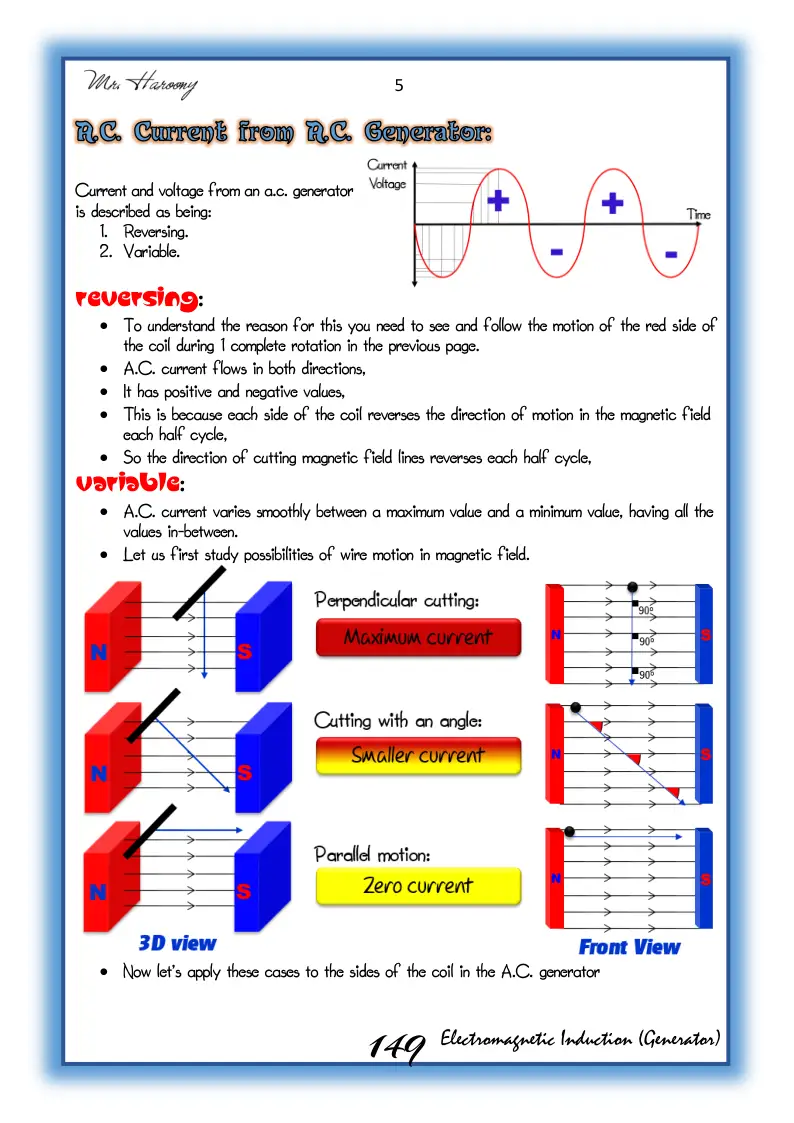 Mr. Haroony
5
A.C. Current from A.C. Generator:
Current
Voltage
Time
+
+
-
-
Current and voltage from an a.c. generator
is described as being:
1. Reversing.
2. Variable.
reversing:
• To understand the reason for this you need to see and follow the motion of the red side of
the coil during 1 complete rotation in the previous page.
• A.C. current flows in both directions,
• It has positive and negative values,
• This is because each side of the coil reverses the direction of motion in the magnetic field
each half cycle,
• So the direction of cutting magnetic field lines reverses each half cycle,
variable:
• A.C. current varies smoothly between a maximum value and a minimum value, having all the
values in-between.
• Let us first study possibilities of wire motion in magnetic field.
N S
Perpendicular cutting:
Maximum current
N S
90°
90°
90°
N S
Cutting with an angle:
Smaller current
N S
N S
Parallel motion:
Zero current
N S
3D view
Front View
• Now let's apply these cases to the sides of the coil in the A.C. generator
149 Electromagnetic Induction (Generator)